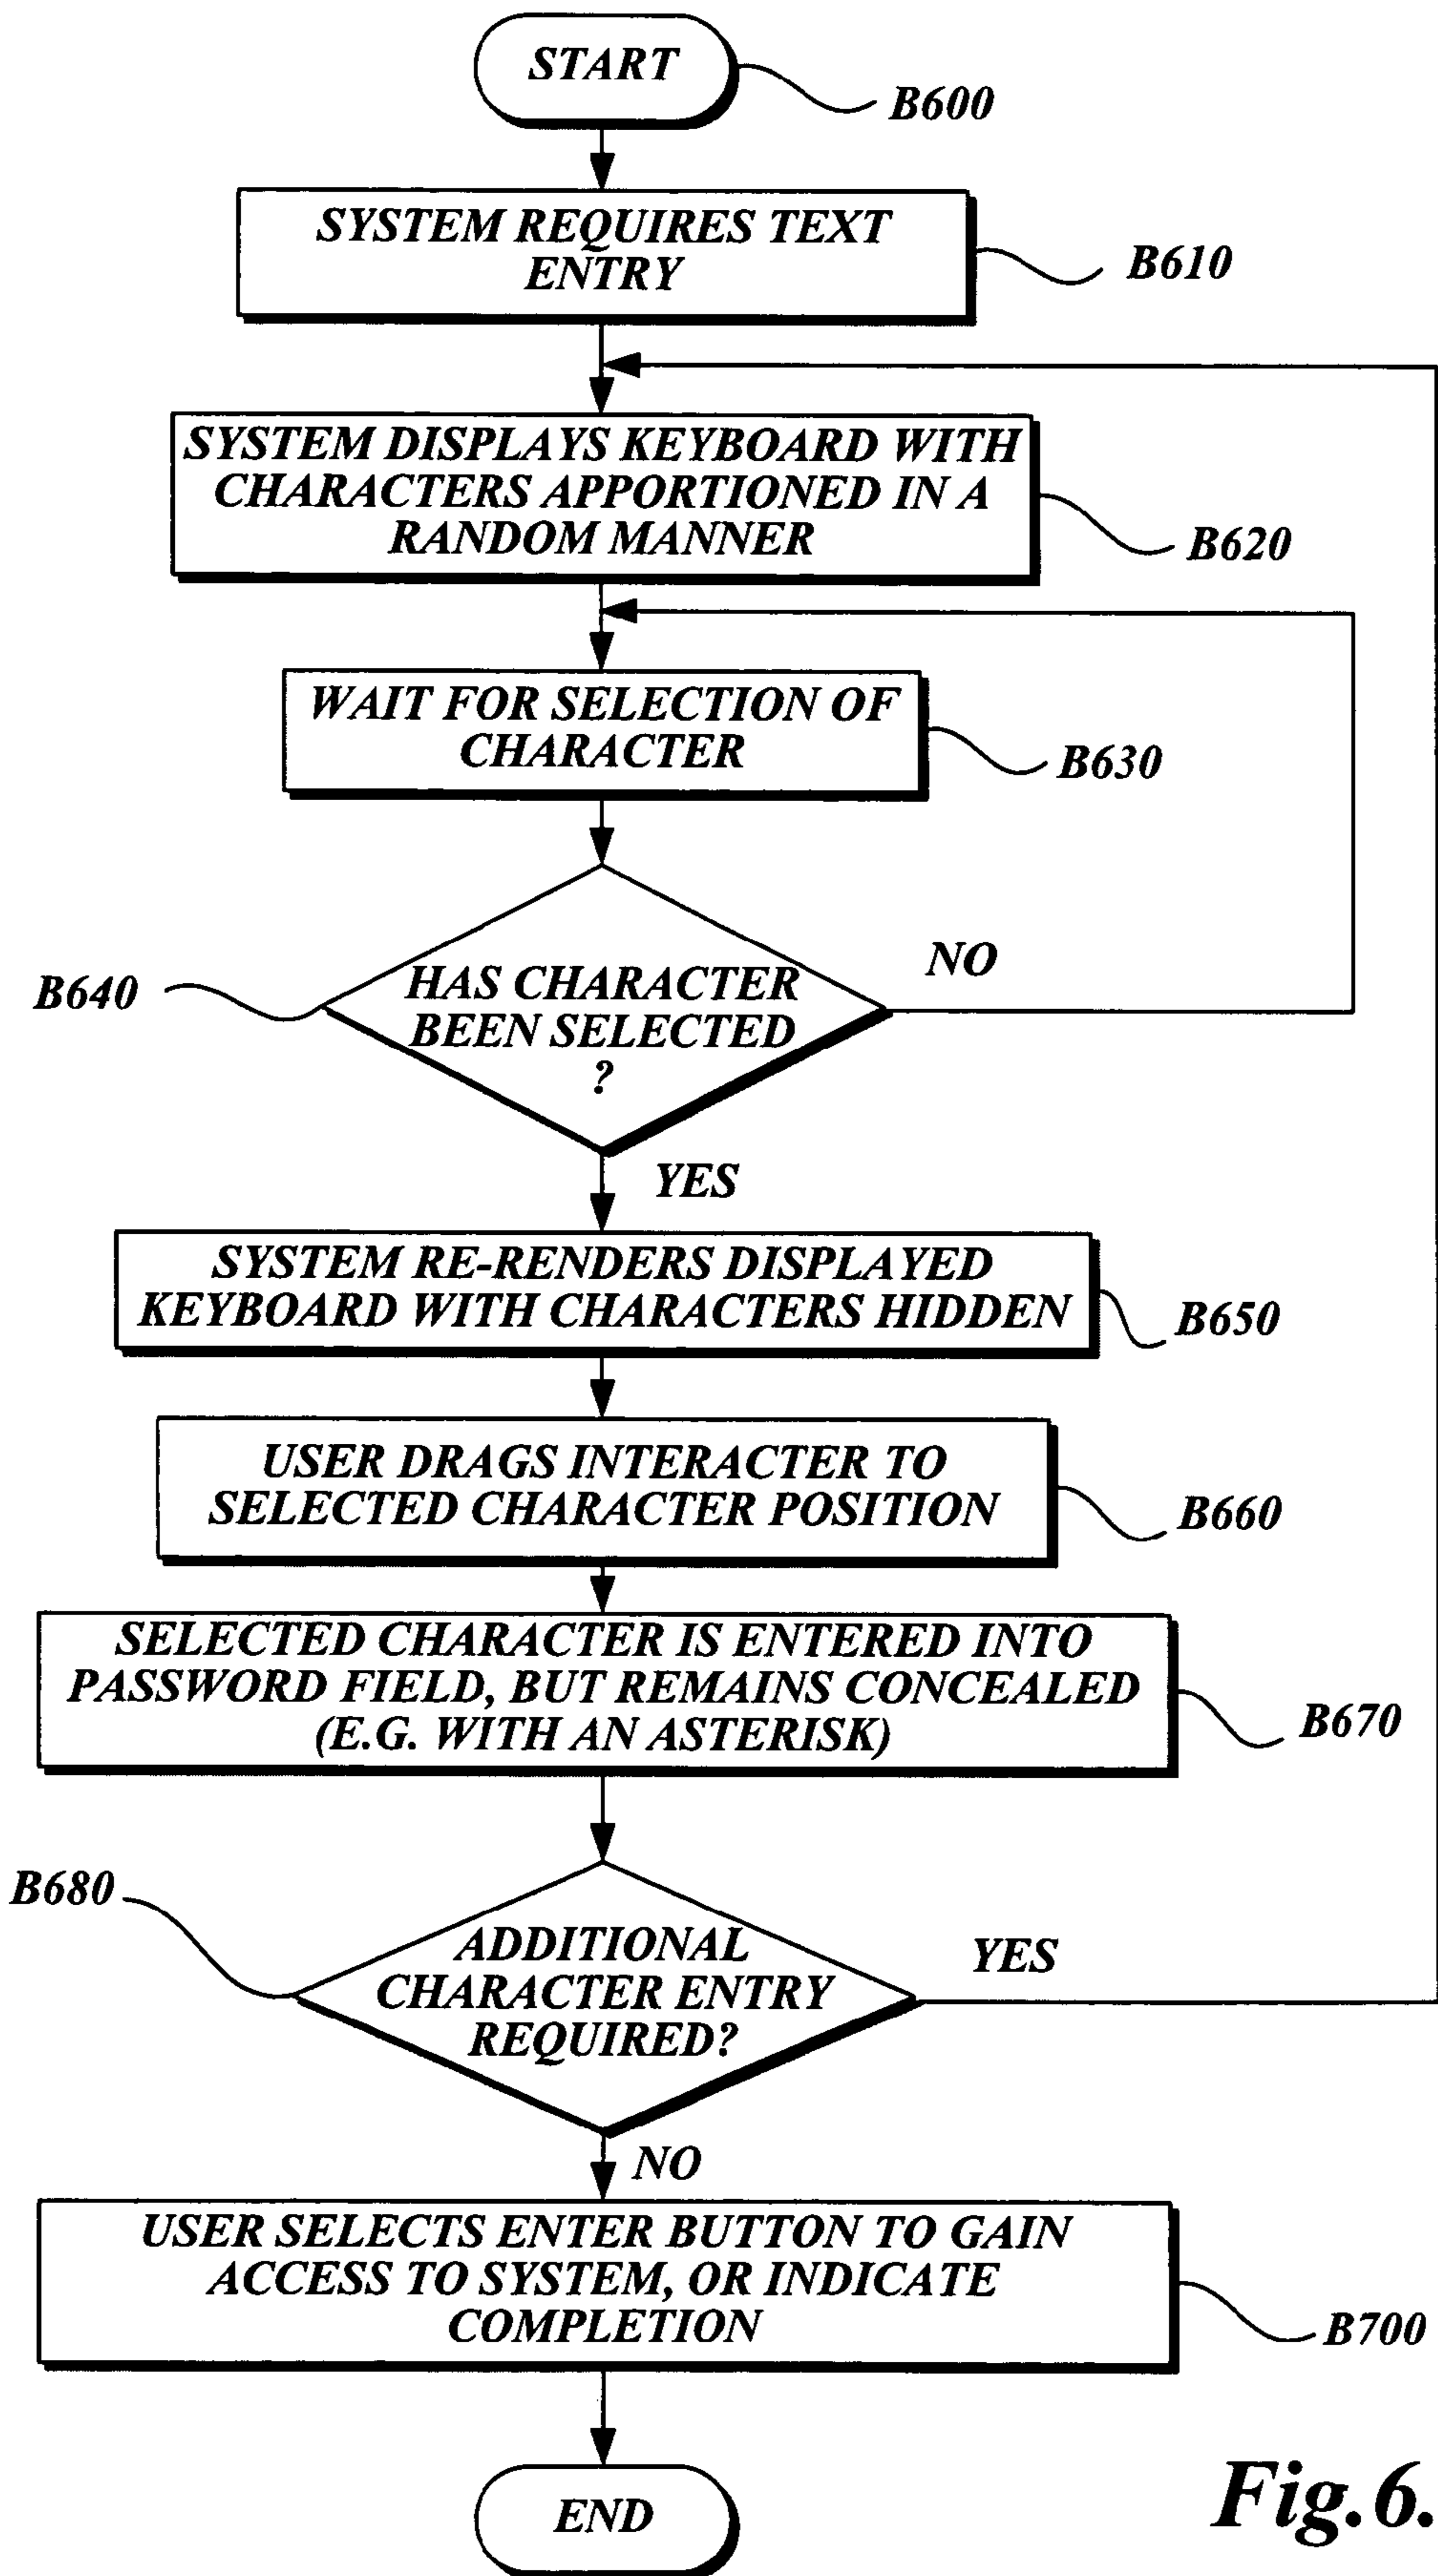 START
B600
SYSTEM REQUIRES TEXT
ENTRY
B610
SYSTEM DISPLAYS KEYBOARD WITH
CHARACTERS APPORTIONED IN A
RANDOM MANNER
B620
WAIT FOR SELECTION OF
CHARACTER
B630
NO
B640
HAS CHARACTER
BEEN SELECTED
?
YES
SYSTEM RE-RENDERS DISPLAYED
KEYBOARD WITH CHARACTERS HIDDEN
B650
USER DRAGS INTERACTER TO
SELECTED CHARACTER POSITION
B660
SELECTED CHARACTER IS ENTERED INTO
PASSWORD FIELD, BUT REMAINS CONCEALED
(E.G. WITH AN ASTERISK)
B670
B680
ADDITIONAL
CHARACTER ENTRY
REQUIRED?
YES
NO
USER SELECTS ENTER BUTTON TO GAIN
ACCESS TO SYSTEM, OR INDICATE
COMPLETION
B700
END
Fig.6.